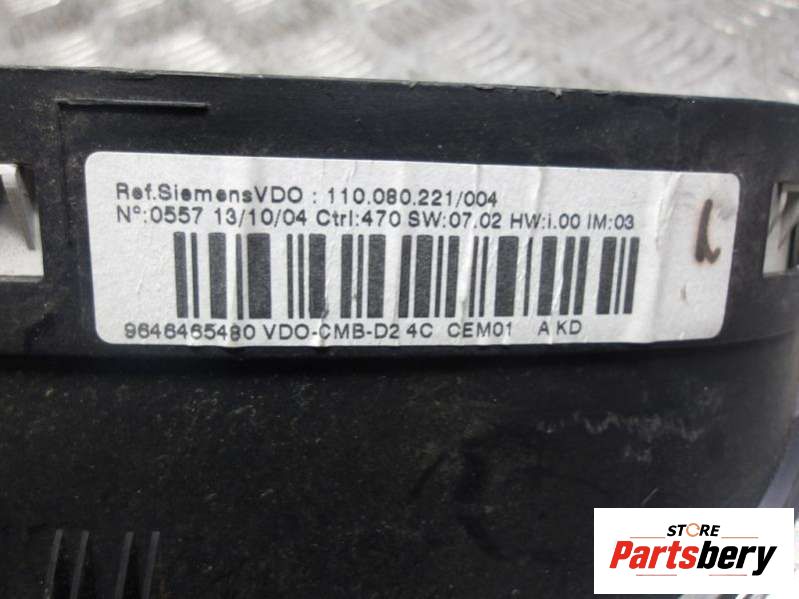 Ref.SiemensVDO : 110.080.221/004
Nº:0557 13/10/04 Ctrl:470 SW:07.02 HW:i.00 IM:03
9646465480 VDO-CMB-D2 4C CEM01 A KD
STORE
Partsbery